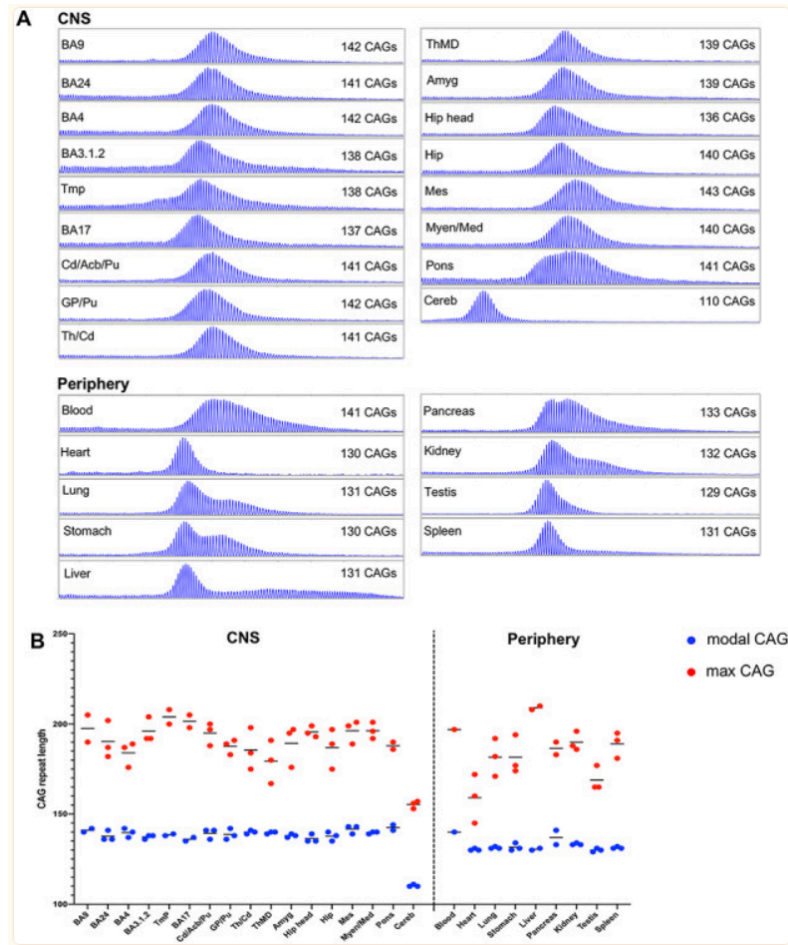 A
CNS
BA9 142 CAGs
BA24 141 CAGs
BA4 142 CAGs
BA3.1.2 138 CAGs
Tmp 138 CAGs
BA17 137 CAGs
Cd/Acb/Pu 141 CAGs
GP/Pu 142 CAGs
Th/Cd 141 CAGs
ThMD 139 CAGs
Amyg 139 CAGs
Hip head 136 CAGs
Hip 140 CAGs
Mes 143 CAGs
Myen/Med 140 CAGs
Pons 141 CAGs
Cereb 110 CAGs
Periphery
Blood 141 CAGs
Heart 130 CAGs
Lung 131 CAGs
Stomach 130 CAGs
Liver 131 CAGs
Pancreas 133 CAGs
Kidney 132 CAGs
Testis 129 CAGs
Spleen 131 CAGs
B
CNS
Periphery
modal CAG
max CAG
CAG repeat length
250
200
150
100
BA9
BA24
BA4
BA3.1.2
TmP
BA17
Cd/Acb/Pu
GP/Pu
Th/Cd
ThMD
Amyg
Hip head
Hip
Mes
Myen/Med
Pons
Cereb
Blood
Heart
Lung
Stomach
Liver
Pancreas
Kidney
Testis
Spleen